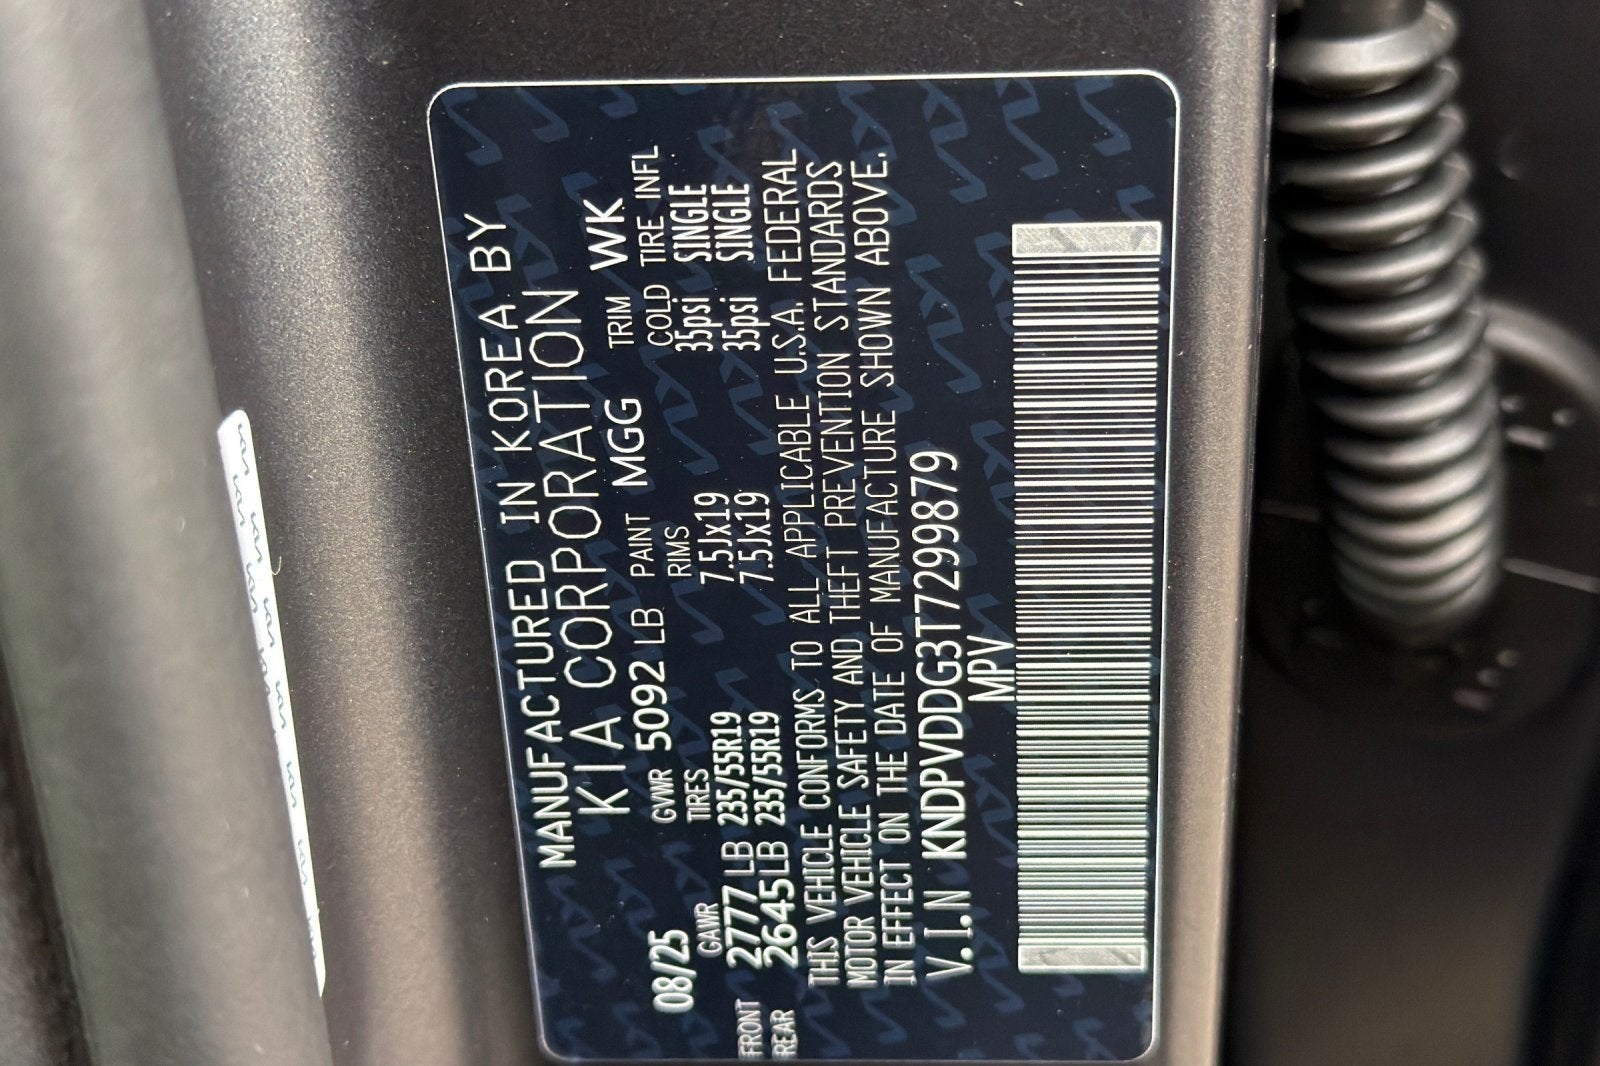 MANUFACTURED IN KOREA BY
KIA CORPORATION
08/25 GVWR 5092 LB PAINT MGG TRIM WK
GAWR TIRES RIMS COLD TIRE INFL
FRONT 2777 LB 235/55R19 7.5Jx19 35psi SINGLE
REAR 2645 LB 235/55R19 7.5Jx19 35psi SINGLE
THIS VEHICLE CONFORMS TO ALL APPLICABLE U.S.A. FEDERAL
MOTOR VEHICLE SAFETY AND THEFT PREVENTION STANDARDS
IN EFFECT ON THE DATE OF MANUFACTURE SHOWN ABOVE.
V.I.N KNDPVDDG3T7299879
MPV